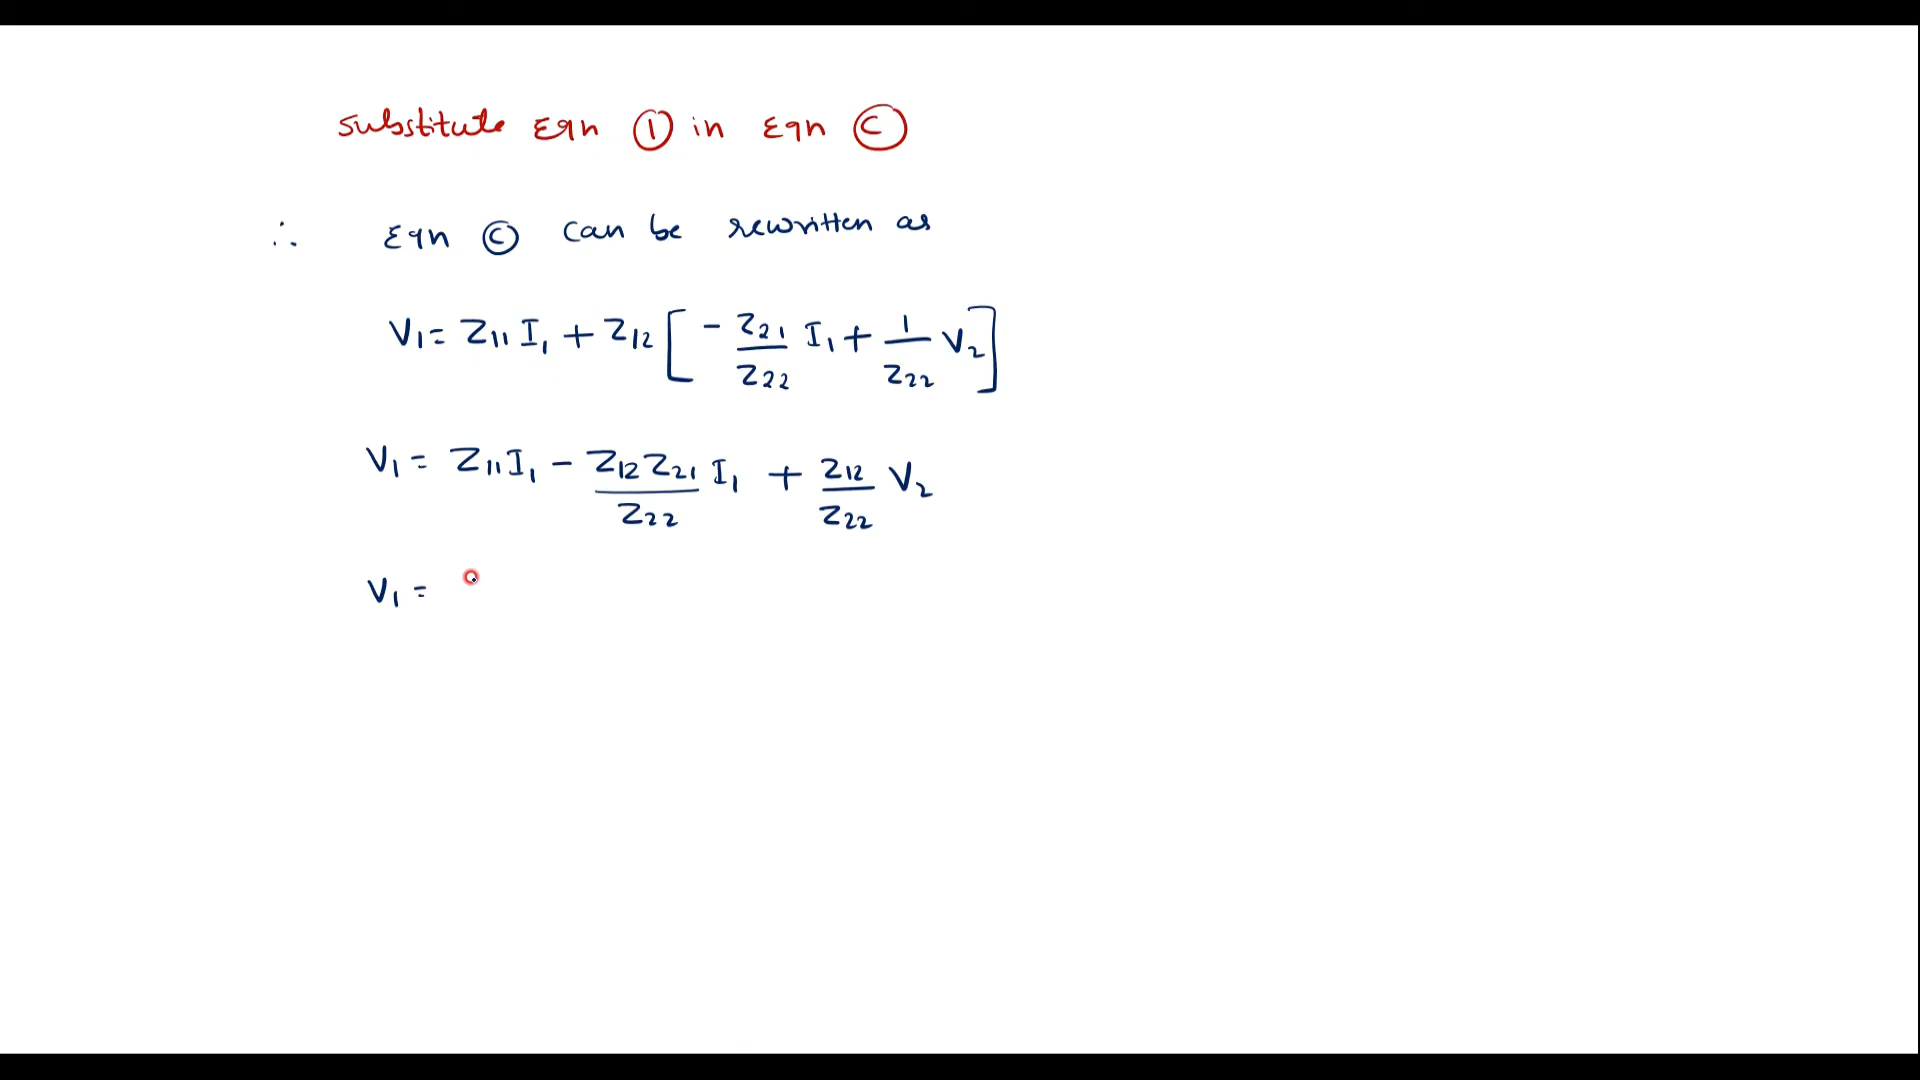 substitute Eqn ① in Eqn Ⓒ
∴ Eqn Ⓒ can be rewritten as
V₁ = Z₁₁ I₁ + Z₁₂ [ - Z₂₁/Z₂₂ I₁ + 1/Z₂₂ V₂ ]
V₁ = Z₁₁ I₁ - Z₁₂ Z₂₁/Z₂₂ I₁ + Z₁₂/Z₂₂ V₂
V₁ =